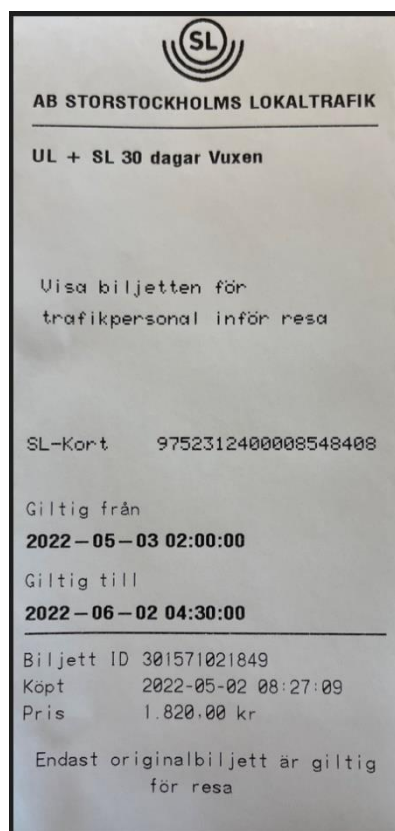 SL
AB STORSTOCKHOLMS LOKALTRAFIK
UL + SL 30 dagar Vuxen
Visa biljetten för
trafikpersonal inför resa
SL-Kort 9752312400008548408
Giltig från
2022-05-03 02:00:00
Giltig till
2022-06-02 04:30:00
Biljett ID 301571021849
Köpt 2022-05-02 08:27:09
Pris 1.820,00 kr
Endast originalbiljett är giltig
för resa